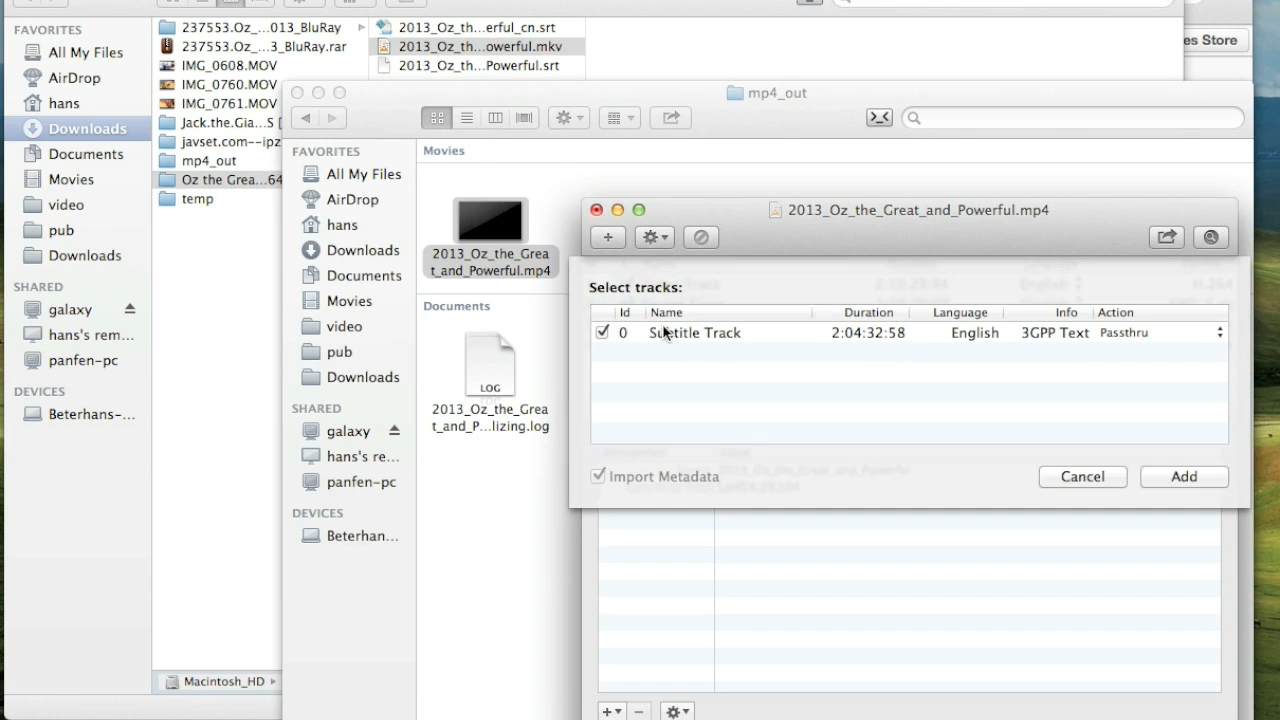 FAVORITES
All My Files
AirDrop
hans
Downloads
Documents
Movies
video
pub
Downloads
SHARED
galaxy
hans's rem...
panfen-pc
DEVICES
Beterhans-...
237553.Oz_...013_BluRay
237553.Oz_...3_BluRay.rar
IMG_0608.MOV
IMG_0760.MOV
IMG_0761.MOV
Jack.the.Gia...S [
javset.com--ipz
mp4_out
Oz the Grea...64
temp
Macintosh_HD
2013_Oz_th...erful_cn.srt
2013_Oz_th...owerful.mkv
2013_Oz_th...Powerful.srt
es Store
mp4_out
FAVORITES
All My Files
AirDrop
hans
Downloads
Documents
Movies
video
pub
Downloads
SHARED
galaxy
hans's re...
panfen-pc
DEVICES
Beterhan...
Movies
2013_Oz_the_Grea
t_and_Powerful.mp4
Documents
LOG
2013_Oz_the_Grea
t_and_P...lizing.log
2013_Oz_the_Great_and_Powerful.mp4
Select tracks:
Id Name Duration Language Info Action
0 Subtitle Track 2:04:32:58 English 3GPP Text Passthru
Import Metadata
Cancel
Add